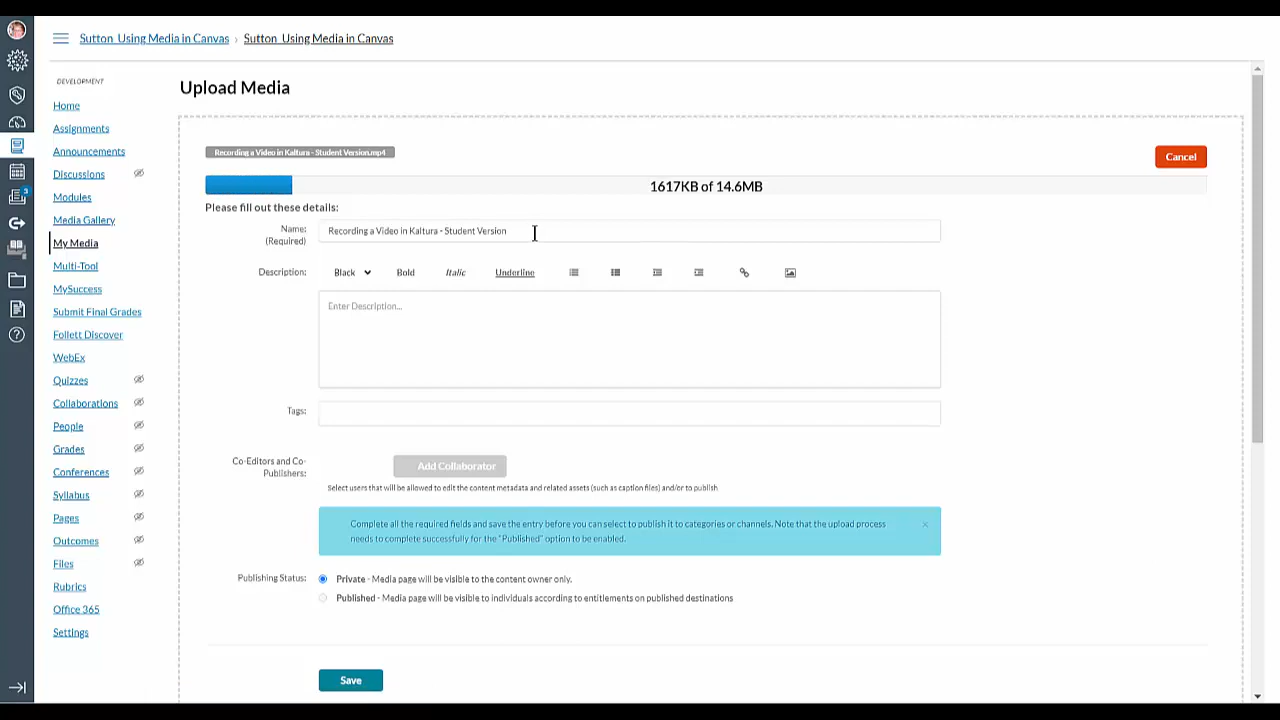 Sutton_Using Media in Canvas › Sutton_Using Media in Canvas
DEVELOPMENT
Home
Assignments
Announcements
Discussions
Modules
Media Gallery
My Media
Multi-Tool
MySuccess
Submit Final Grades
Follett Discover
WebEx
Quizzes
Collaborations
People
Grades
Conferences
Syllabus
Pages
Outcomes
Files
Rubrics
Office 365
Settings
3
Upload Media
Recording a Video in Kaltura - Student Version.mp4
Cancel
1617KB of 14.6MB
Please fill out these details:
Name:
(Required)
Recording a Video in Kaltura - Student Version
Description:
Black Bold Italic Underline
Enter Description...
Tags:
Co-Editors and Co-
Publishers:
Add Collaborator
Select users that will be allowed to edit the content metadata and related assets (such as caption files) and/or to publish
Complete all the required fields and save the entry before you can select to publish it to categories or channels. Note that the upload process
needs to complete successfully for the "Published" option to be enabled.
×
Publishing Status:
Private - Media page will be visible to the content owner only.
Published - Media page will be visible to individuals according to entitlements on published destinations
Save